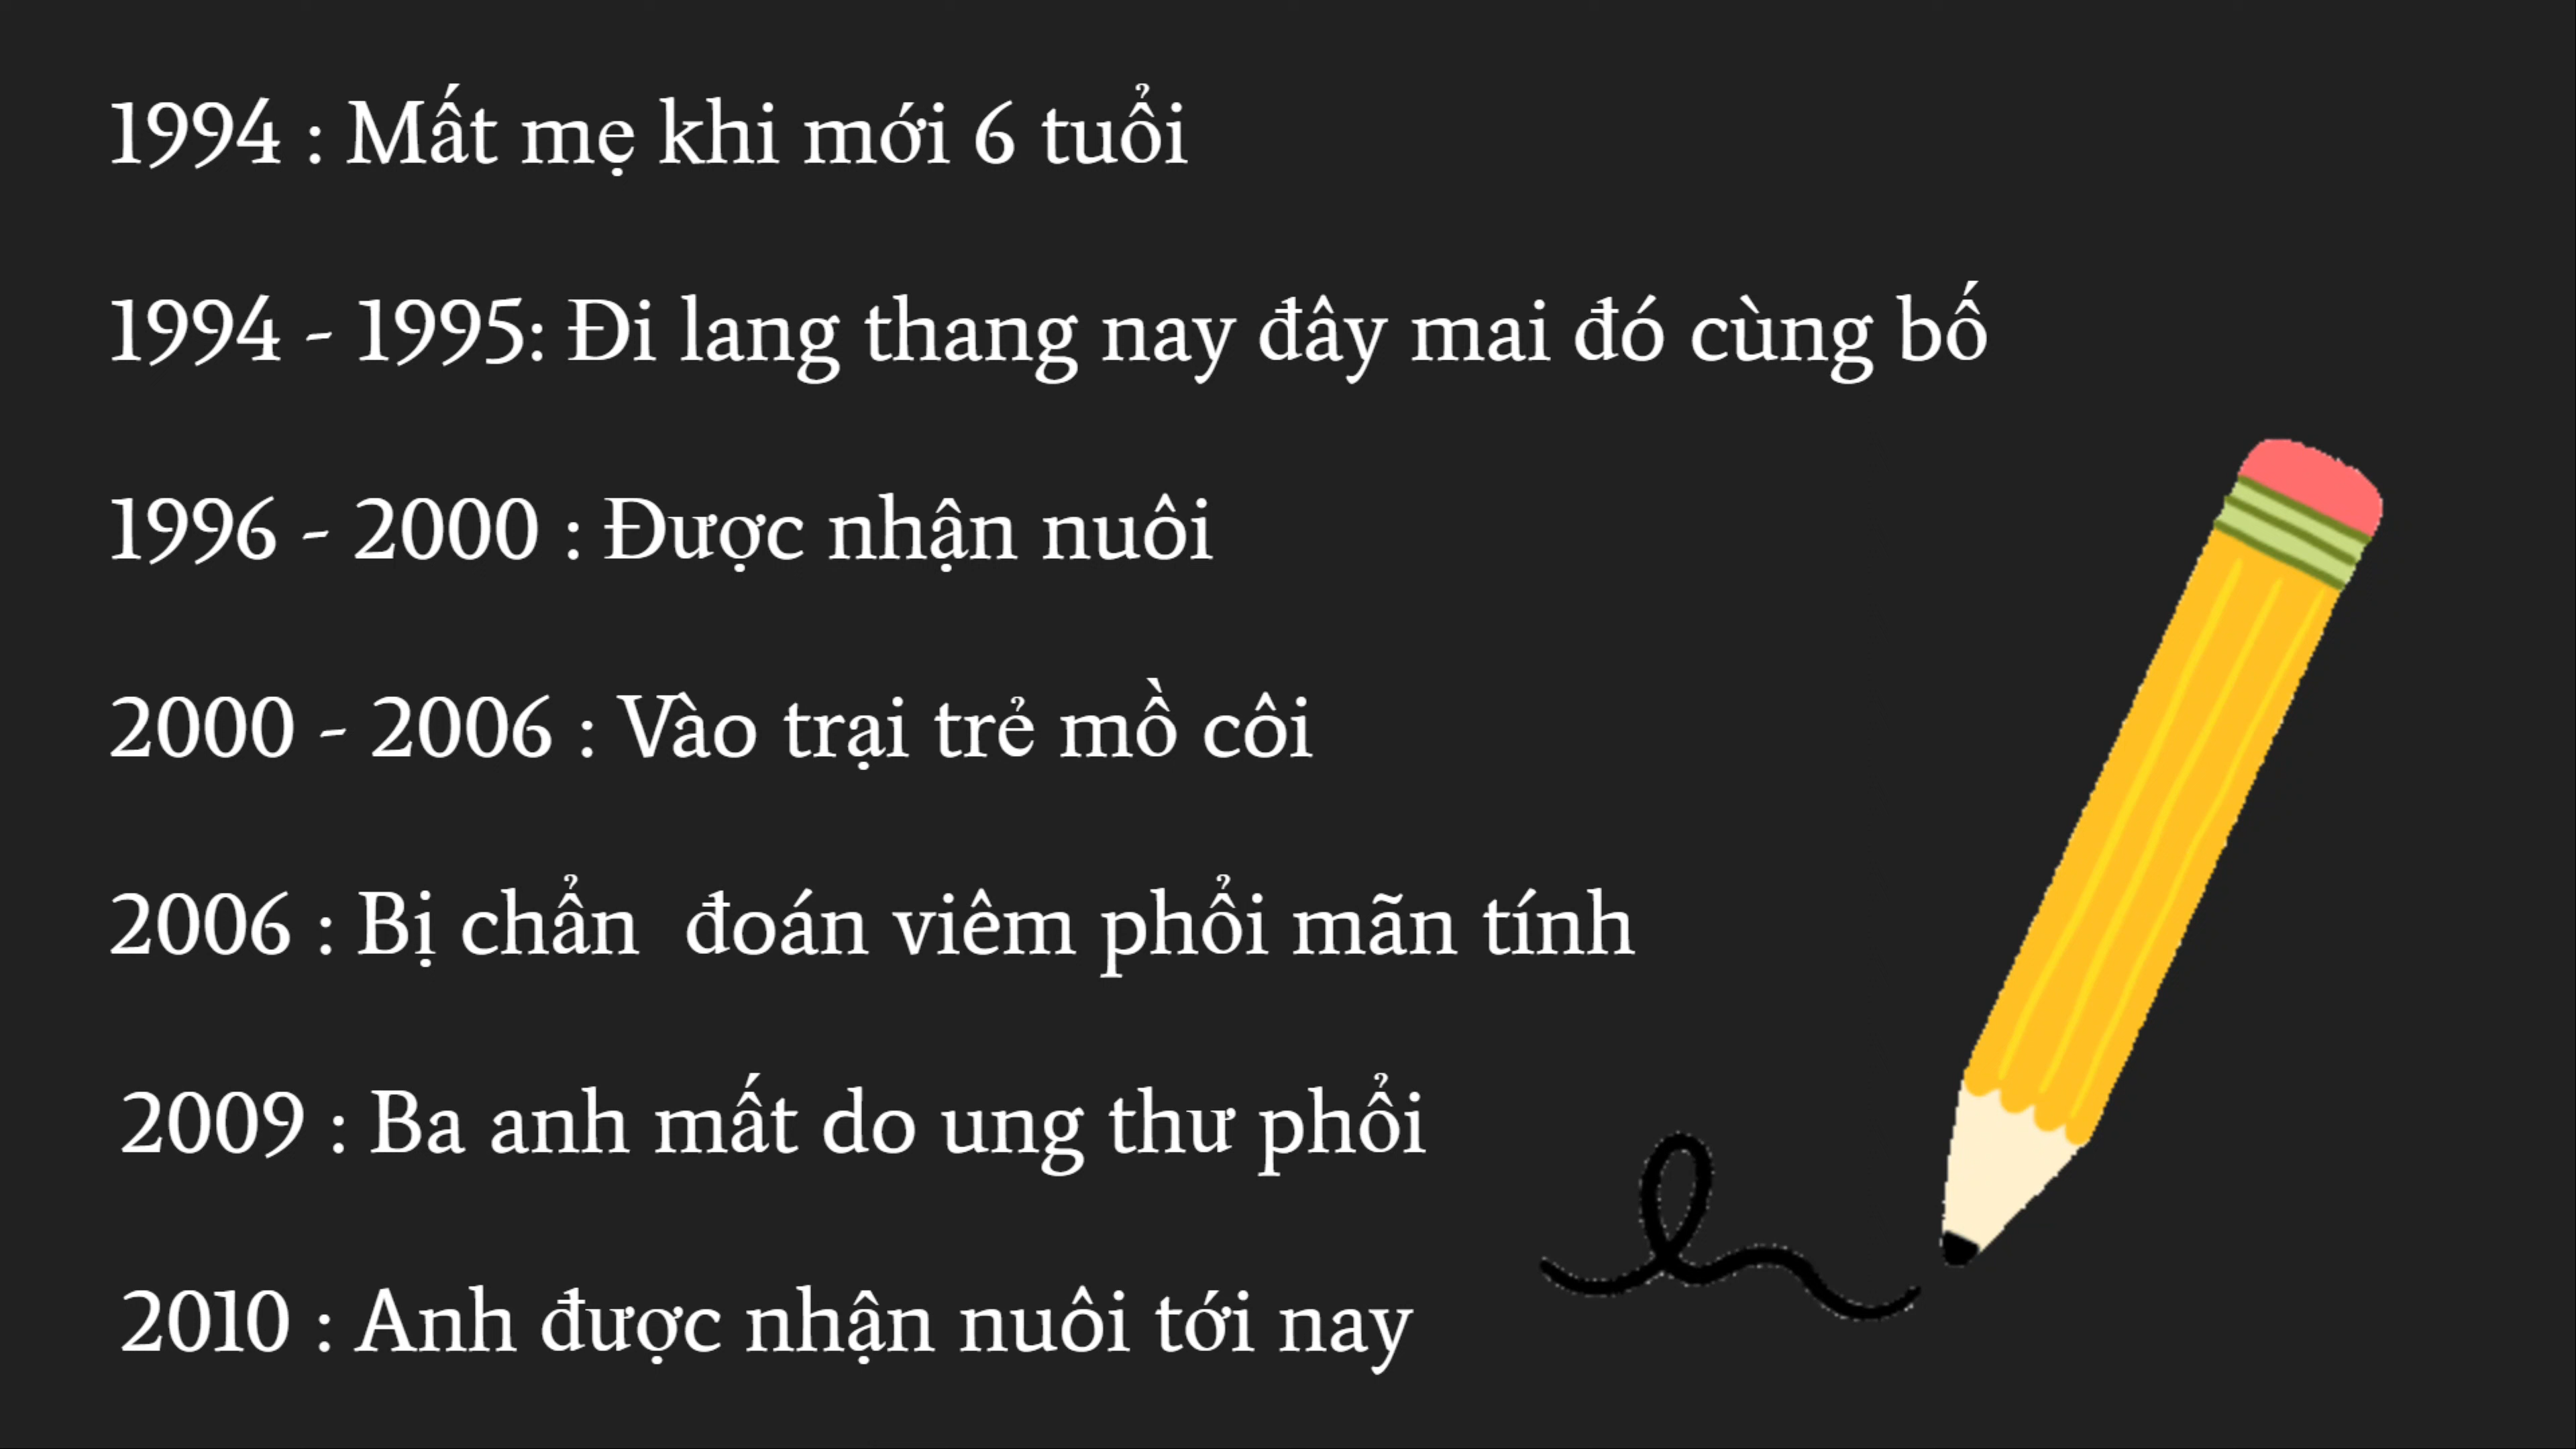 1994 : Mất mẹ khi mới 6 tuổi
1994 - 1995: Đi lang thang nay đây mai đó cùng bố
1996 - 2000 : Được nhận nuôi
2000 - 2006 : Vào trại trẻ mồ côi
2006 : Bị chẩn  đoán viêm phổi mãn tính
2009 : Ba anh mất do ung thư phổi
2010 : Anh được nhận nuôi tới nay